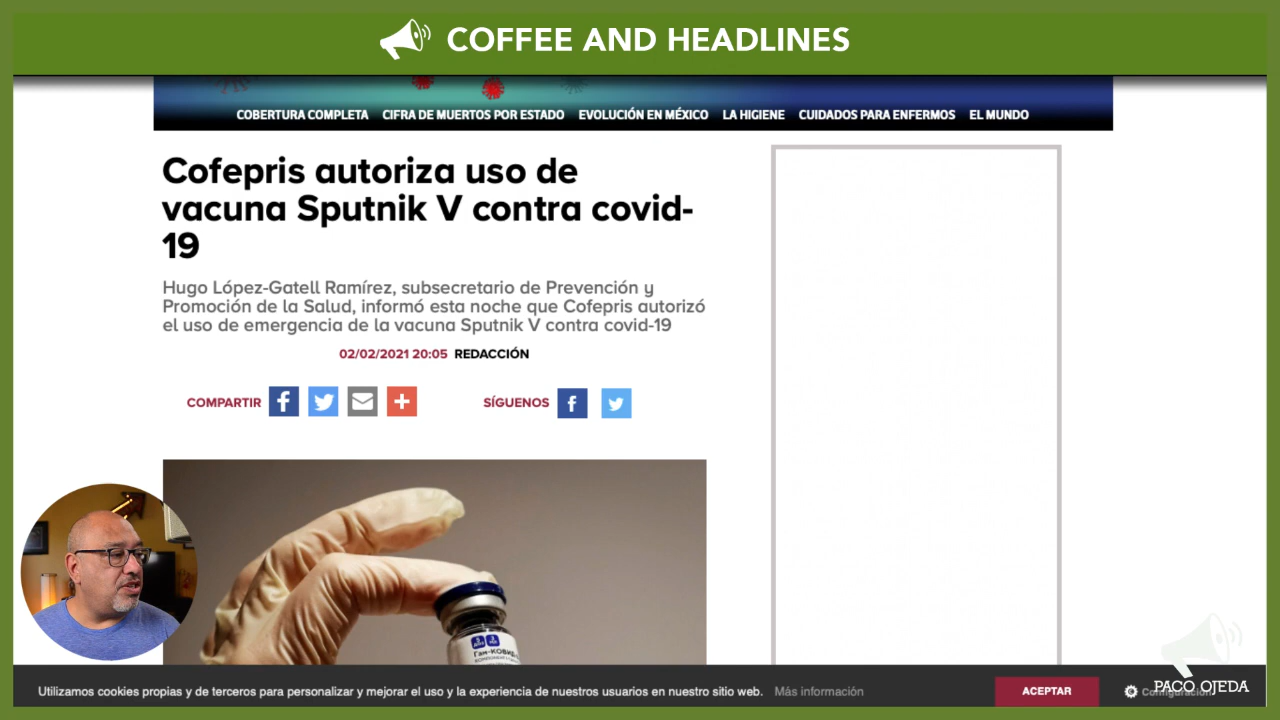 COFFEE AND HEADLINES
COBERTURA COMPLETA CIFRA DE MUERTOS POR ESTADO EVOLUCIÓN EN MÉXICO LA HIGIENE CUIDADOS PARA ENFERMOS EL MUNDO
Cofepris autoriza uso de
vacuna Sputnik V contra covid-
19
Hugo López-Gatell Ramírez, subsecretario de Prevención y
Promoción de la Salud, informó esta noche que Cofepris autorizó
el uso de emergencia de la vacuna Sputnik V contra covid-19
02/02/2021 20:05 REDACCIÓN
COMPARTIR
SÍGUENOS
Utilizamos cookies propias y de terceros para personalizar y mejorar el uso y la experiencia de nuestros usuarios en nuestro sitio web. Más información
ACEPTAR
Configuración
PACO OJEDA